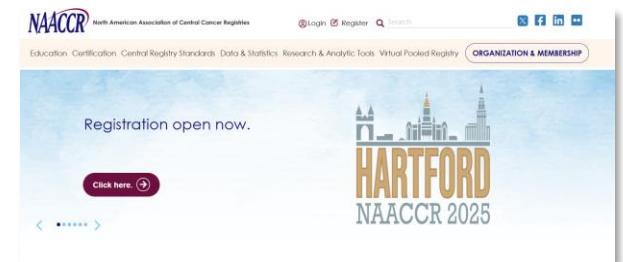 NAACCR North American Association of Central Cancer Registries Login Register Search
Education Certification Central Registry Standards Data & Statistics Research & Analytic Tools Virtual Pooled Registry ORGANIZATION & MEMBERSHIP
Registration open now.
Click here.
HARTFORD
NAACCR 2025